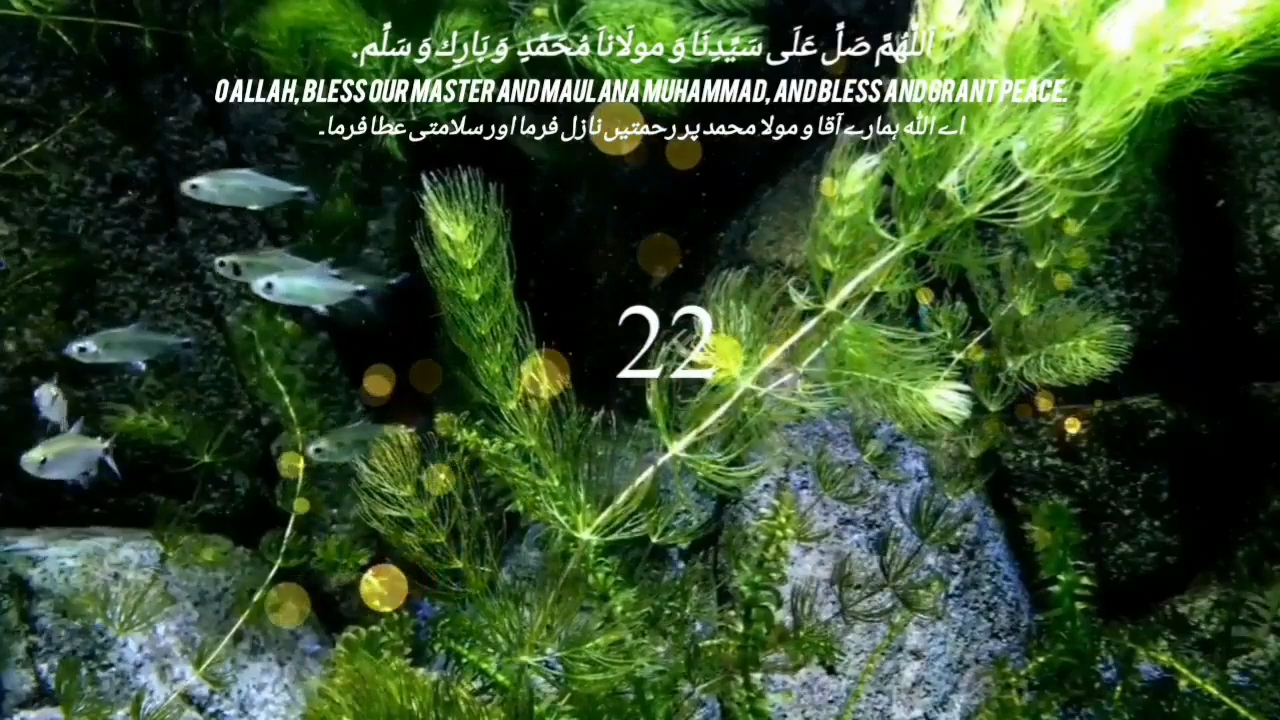 اَللّٰهُمَّ صَلِّ عَلَى سَيِّدِنَا وَ مولَاناَ مُحَمَّدٍ وَ بَارِك وَ سَلِّم.
O ALLAH, BLESS OUR MASTER AND MAULANA MUHAMMAD, AND BLESS AND GRANT PEACE.
اے اللہ ہمارے آقا و مولا محمد پر رحمتیں نازل فرما اور سلامتی عطا فرما۔
22